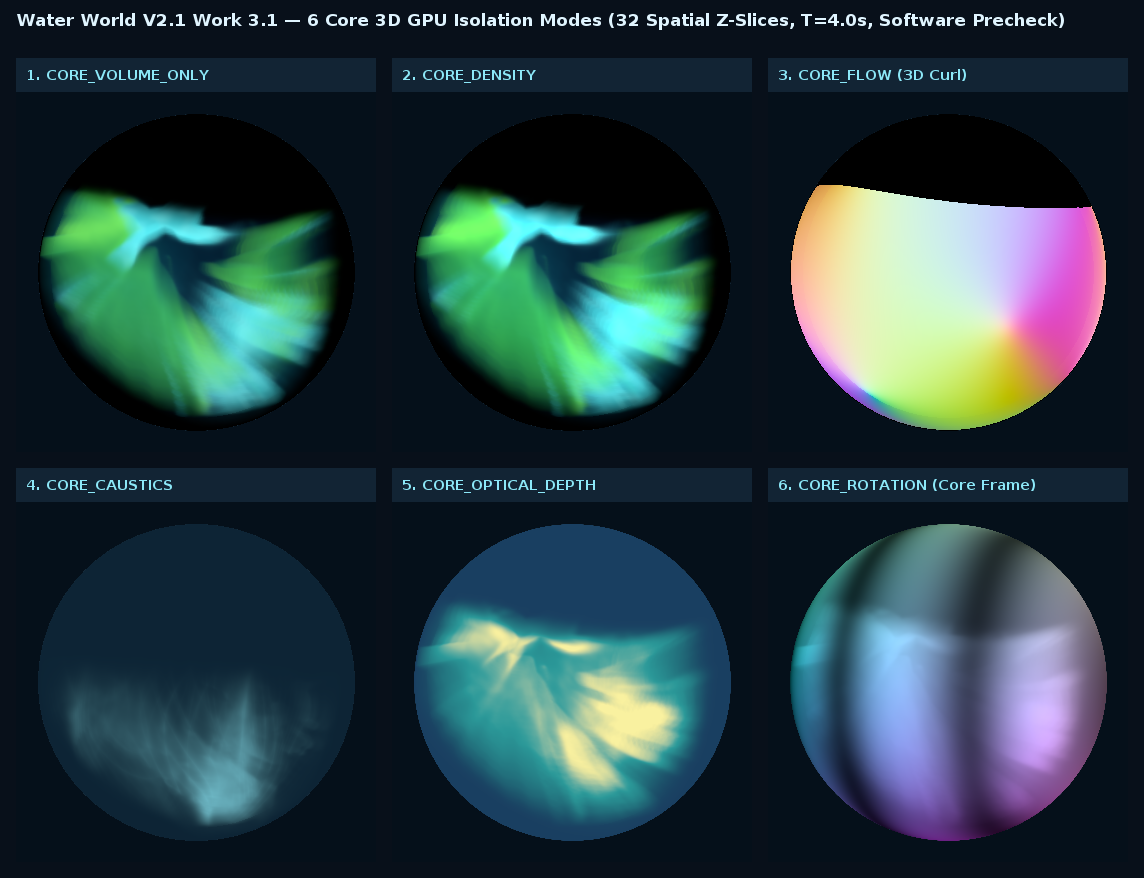 Water World V2.1 Work 3.1 — 6 Core 3D GPU Isolation Modes (32 Spatial Z-Slices, T=4.0s, Software Precheck)
1. CORE_VOLUME_ONLY
2. CORE_DENSITY
3. CORE_FLOW (3D Curl)
4. CORE_CAUSTICS
5. CORE_OPTICAL_DEPTH
6. CORE_ROTATION (Core Frame)